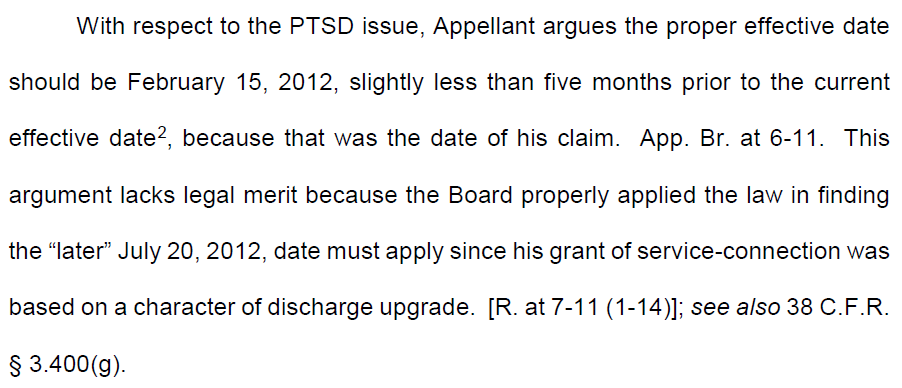 With respect to the PTSD issue, Appellant argues the proper effective date
should be February 15, 2012, slightly less than five months prior to the current
effective date², because that was the date of his claim.  App. Br. at 6-11.  This
argument lacks legal merit because the Board properly applied the law in finding
the “later” July 20, 2012, date must apply since his grant of service-connection was
based on a character of discharge upgrade.  [R. at 7-11 (1-14)]; see also 38 C.F.R.
§ 3.400(g).